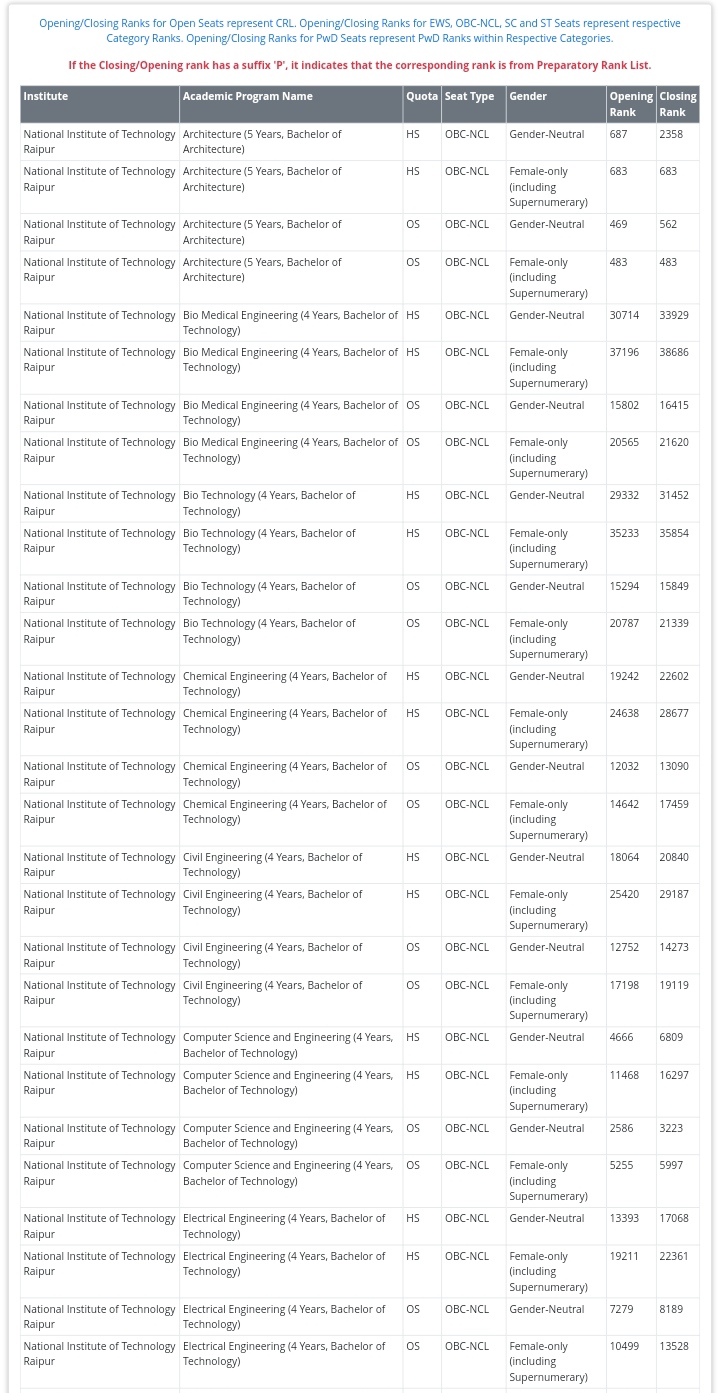 Opening/Closing Ranks for Open Seats represent CRL. Opening/Closing Ranks for EWS, OBC-NCL, SC and ST Seats represent respective
Category Ranks. Opening/Closing Ranks for PwD Seats represent PwD Ranks within Respective Categories.
If the Closing/Opening rank has a suffix 'P', it indicates that the corresponding rank is from Preparatory Rank List.
Institute Academic Program Name Quota Seat Type Gender Opening Closing
Rank Rank
National Institute of Technology Architecture (5 Years, Bachelor of HS OBC-NCL Gender-Neutral 687 2358
Raipur Architecture)
National Institute of Technology Architecture (5 Years, Bachelor of HS OBC-NCL Female-only 683 683
Raipur Architecture) (including
Supernumerary)
National Institute of Technology Architecture (5 Years, Bachelor of OS OBC-NCL Gender-Neutral 469 562
Raipur Architecture)
National Institute of Technology Architecture (5 Years, Bachelor of OS OBC-NCL Female-only 483 483
Raipur Architecture) (including
Supernumerary)
National Institute of Technology Bio Medical Engineering (4 Years, Bachelor of HS OBC-NCL Gender-Neutral 30714 33929
Raipur Technology)
National Institute of Technology Bio Medical Engineering (4 Years, Bachelor of HS OBC-NCL Female-only 37196 38686
Raipur Technology) (including
Supernumerary)
National Institute of Technology Bio Medical Engineering (4 Years, Bachelor of OS OBC-NCL Gender-Neutral 15802 16415
Raipur Technology)
National Institute of Technology Bio Medical Engineering (4 Years, Bachelor of OS OBC-NCL Female-only 20565 21620
Raipur Technology) (including
Supernumerary)
National Institute of Technology Bio Technology (4 Years, Bachelor of HS OBC-NCL Gender-Neutral 29332 31452
Raipur Technology)
National Institute of Technology Bio Technology (4 Years, Bachelor of HS OBC-NCL Female-only 35233 35854
Raipur Technology) (including
Supernumerary)
National Institute of Technology Bio Technology (4 Years, Bachelor of OS OBC-NCL Gender-Neutral 15294 15849
Raipur Technology)
National Institute of Technology Bio Technology (4 Years, Bachelor of OS OBC-NCL Female-only 20787 21339
Raipur Technology) (including
Supernumerary)
National Institute of Technology Chemical Engineering (4 Years, Bachelor of HS OBC-NCL Gender-Neutral 19242 22602
Raipur Technology)
National Institute of Technology Chemical Engineering (4 Years, Bachelor of HS OBC-NCL Female-only 24638 28677
Raipur Technology) (including
Supernumerary)
National Institute of Technology Chemical Engineering (4 Years, Bachelor of OS OBC-NCL Gender-Neutral 12032 13090
Raipur Technology)
National Institute of Technology Chemical Engineering (4 Years, Bachelor of OS OBC-NCL Female-only 14642 17459
Raipur Technology) (including
Supernumerary)
National Institute of Technology Civil Engineering (4 Years, Bachelor of HS OBC-NCL Gender-Neutral 18064 20840
Raipur Technology)
National Institute of Technology Civil Engineering (4 Years, Bachelor of HS OBC-NCL Female-only 25420 29187
Raipur Technology) (including
Supernumerary)
National Institute of Technology Civil Engineering (4 Years, Bachelor of OS OBC-NCL Gender-Neutral 12752 14273
Raipur Technology)
National Institute of Technology Civil Engineering (4 Years, Bachelor of OS OBC-NCL Female-only 17198 19119
Raipur Technology) (including
Supernumerary)
National Institute of Technology Computer Science and Engineering (4 Years, HS OBC-NCL Gender-Neutral 4666 6809
Raipur Bachelor of Technology)
National Institute of Technology Computer Science and Engineering (4 Years, HS OBC-NCL Female-only 11468 16297
Raipur Bachelor of Technology) (including
Supernumerary)
National Institute of Technology Computer Science and Engineering (4 Years, OS OBC-NCL Gender-Neutral 2586 3223
Raipur Bachelor of Technology)
National Institute of Technology Computer Science and Engineering (4 Years, OS OBC-NCL Female-only 5255 5997
Raipur Bachelor of Technology) (including
Supernumerary)
National Institute of Technology Electrical Engineering (4 Years, Bachelor of HS OBC-NCL Gender-Neutral 13393 17068
Raipur Technology)
National Institute of Technology Electrical Engineering (4 Years, Bachelor of HS OBC-NCL Female-only 19211 22361
Raipur Technology) (including
Supernumerary)
National Institute of Technology Electrical Engineering (4 Years, Bachelor of OS OBC-NCL Gender-Neutral 7279 8189
Raipur Technology)
National Institute of Technology Electrical Engineering (4 Years, Bachelor of OS OBC-NCL Female-only 10499 13528
Raipur Technology) (including
Supernumerary)